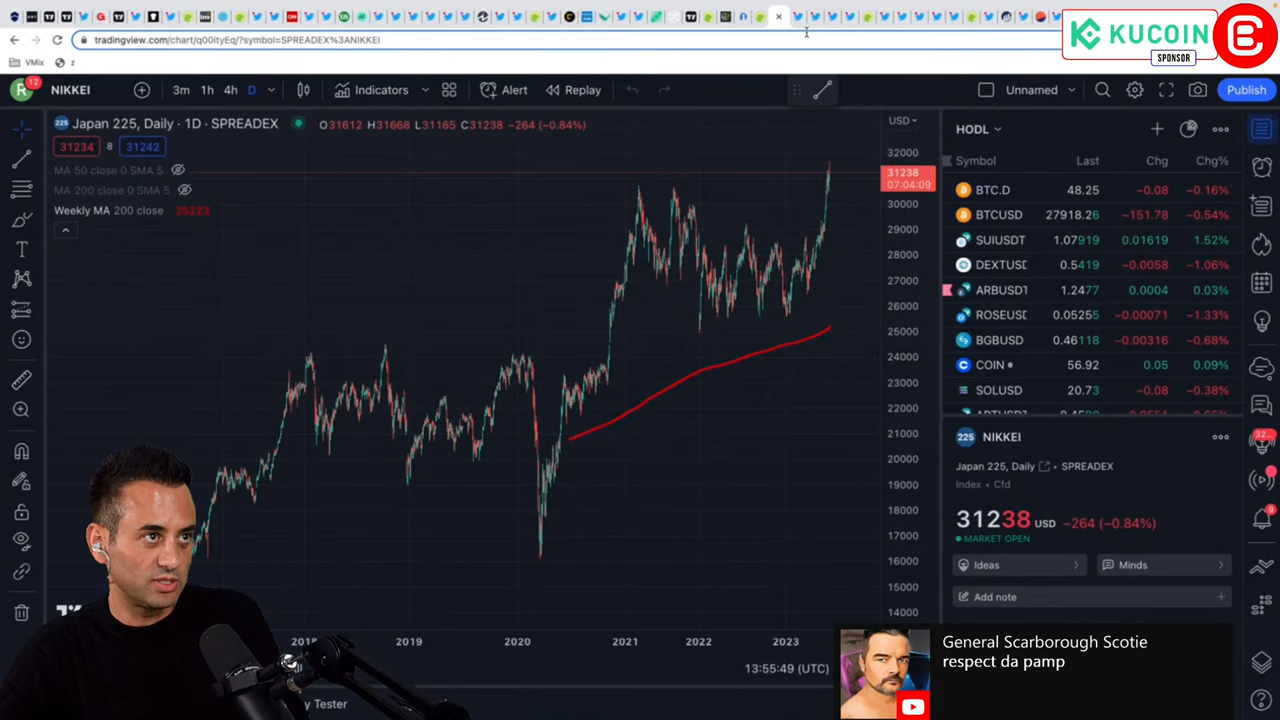 KUCOIN
SPONSOR
tradingview.com/chart/q00ityEq/?symbol=SPREADEX%3ANIKKEI
VMix
z
R
12
NIKKEI
3m 1h 4h D
Indicators
Alert
Replay
Unnamed
Publish
225 Japan 225, Daily · 1D · SPREADEX
O31612 H31668 L31165 C31238 −264 (−0.84%)
31234 8 31242
MA 50 close 0 SMA 5
MA 200 close 0 SMA 5
Weekly MA 200 close 25223
USD
32000
31238
07:04:09
30000
29000
28000
27000
26000
25000
24000
23000
22000
21000
20000
19000
18000
17000
16000
15000
14000
2018 2019 2020 2021 2022 2023
13:55:49 (UTC)
HODL
Symbol Last Chg Chg%
BTC.D 48.25 −0.08 −0.16%
BTCUSD 27918.26 −151.78 −0.54%
SUIUSDT 1.07919 0.01619 1.52%
DEXTUSD 0.5419 −0.0058 −1.06%
ARBUSDT 1.2477 0.0004 0.03%
ROSEUSD 0.05255 −0.00071 −1.33%
BGBUSD 0.46118 −0.00316 −0.68%
COIN 56.92 0.05 0.09%
SOLUSD 20.73 −0.08 −0.38%
225 NIKKEI
Japan 225, Daily · SPREADEX
Index · Cfd
31238 USD −264 (−0.84%)
MARKET OPEN
Ideas
Minds
Add note
9
General Scarborough Scotie
respect da pamp
Tester